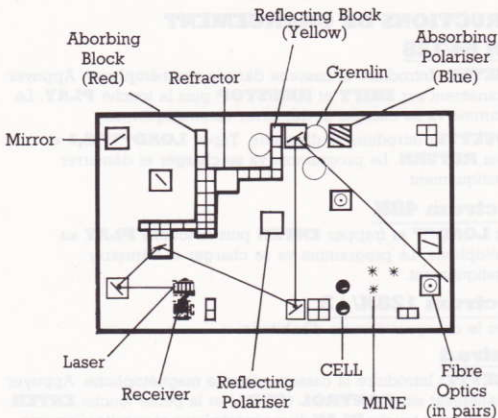 Reflecting Block
(Yellow)
Aborbing
Block
(Red)
Refractor
Gremlin
Absorbing
Polariser
(Blue)
Mirror
Laser
Receiver
Reflecting
Polariser
CELL
MINE
Fibre
Optics
(in pairs)